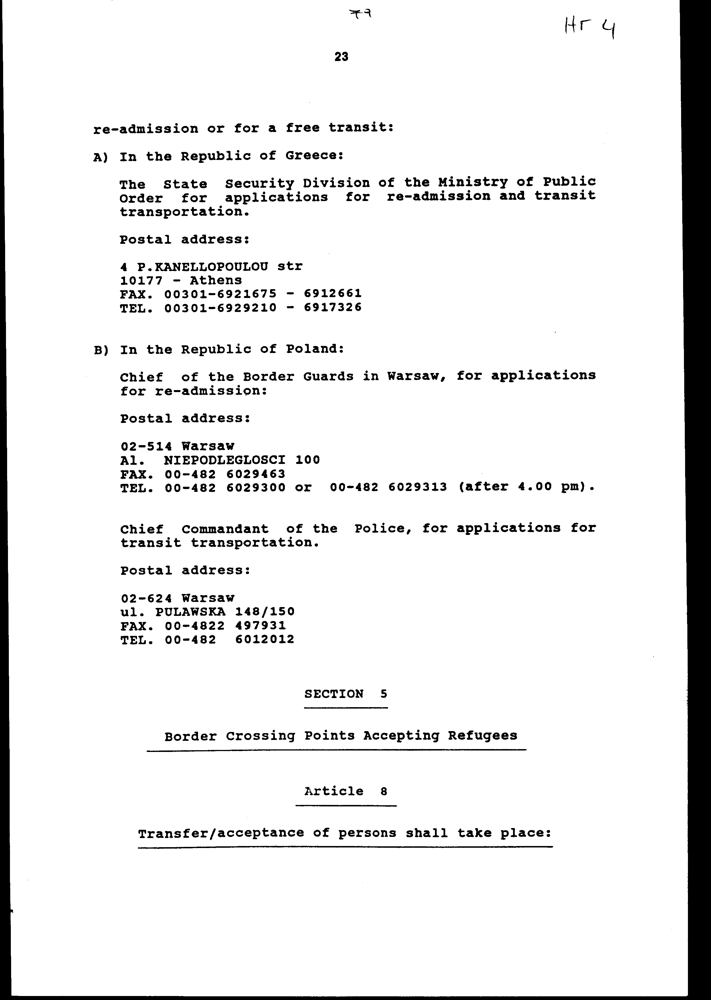 79
Hr 4
23
re-admission or for a free transit:
A) In the Republic of Greece:
The State Security Division of the Ministry of Public
Order for applications for re-admission and transit
transportation.
Postal address:
4 P.KANELLOPOULOU str
10177 - Athens
FAX. 00301-6921675 - 6912661
TEL. 00301-6929210 - 6917326
B) In the Republic of Poland:
Chief of the Border Guards in Warsaw, for applications
for re-admission:
Postal address:
02-514 Warsaw
Al. NIEPODLEGLOSCI 100
FAX. 00-482 6029463
TEL. 00-482 6029300 or 00-482 6029313 (after 4.00 pm).
Chief Commandant of the Police, for applications for
transit transportation.
Postal address:
02-624 Warsaw
ul. PULAWSKA 148/150
FAX. 00-4822 497931
TEL. 00-482 6012012
SECTION 5
Border Crossing Points Accepting Refugees
Article 8
Transfer/acceptance of persons shall take place: